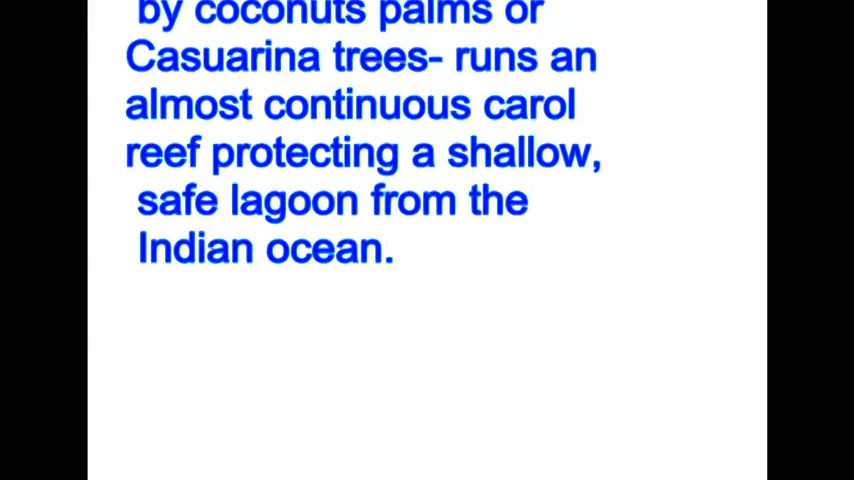 by coconuts palms or
Casuarina trees- runs an
almost continuous carol
reef protecting a shallow,
safe lagoon from the
Indian ocean.